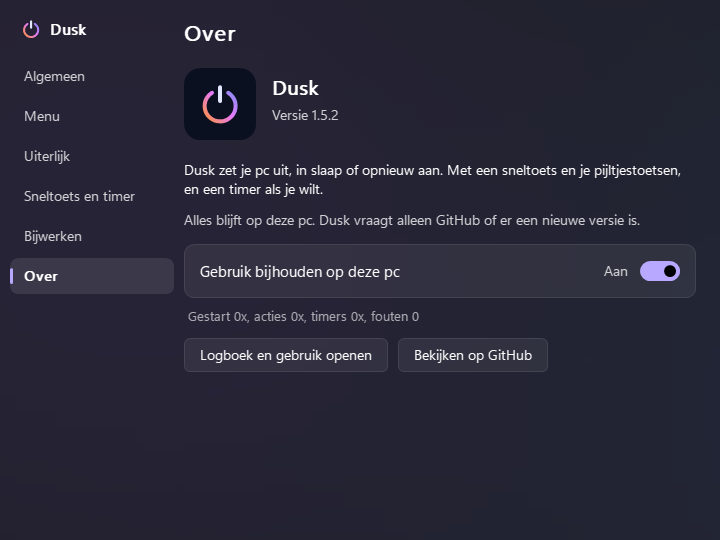 Dusk
Over
Algemeen
Menu
Uiterlijk
Sneltoets en timer
Bijwerken
Over
Dusk
Versie 1.5.2
Dusk zet je pc uit, in slaap of opnieuw aan. Met een sneltoets en je pijltjestoetsen,
en een timer als je wilt.
Alles blijft op deze pc. Dusk vraagt alleen GitHub of er een nieuwe versie is.
Gebruik bijhouden op deze pc Aan
Gestart 0x, acties 0x, timers 0x, fouten 0
Logboek en gebruik openen Bekijken op GitHub